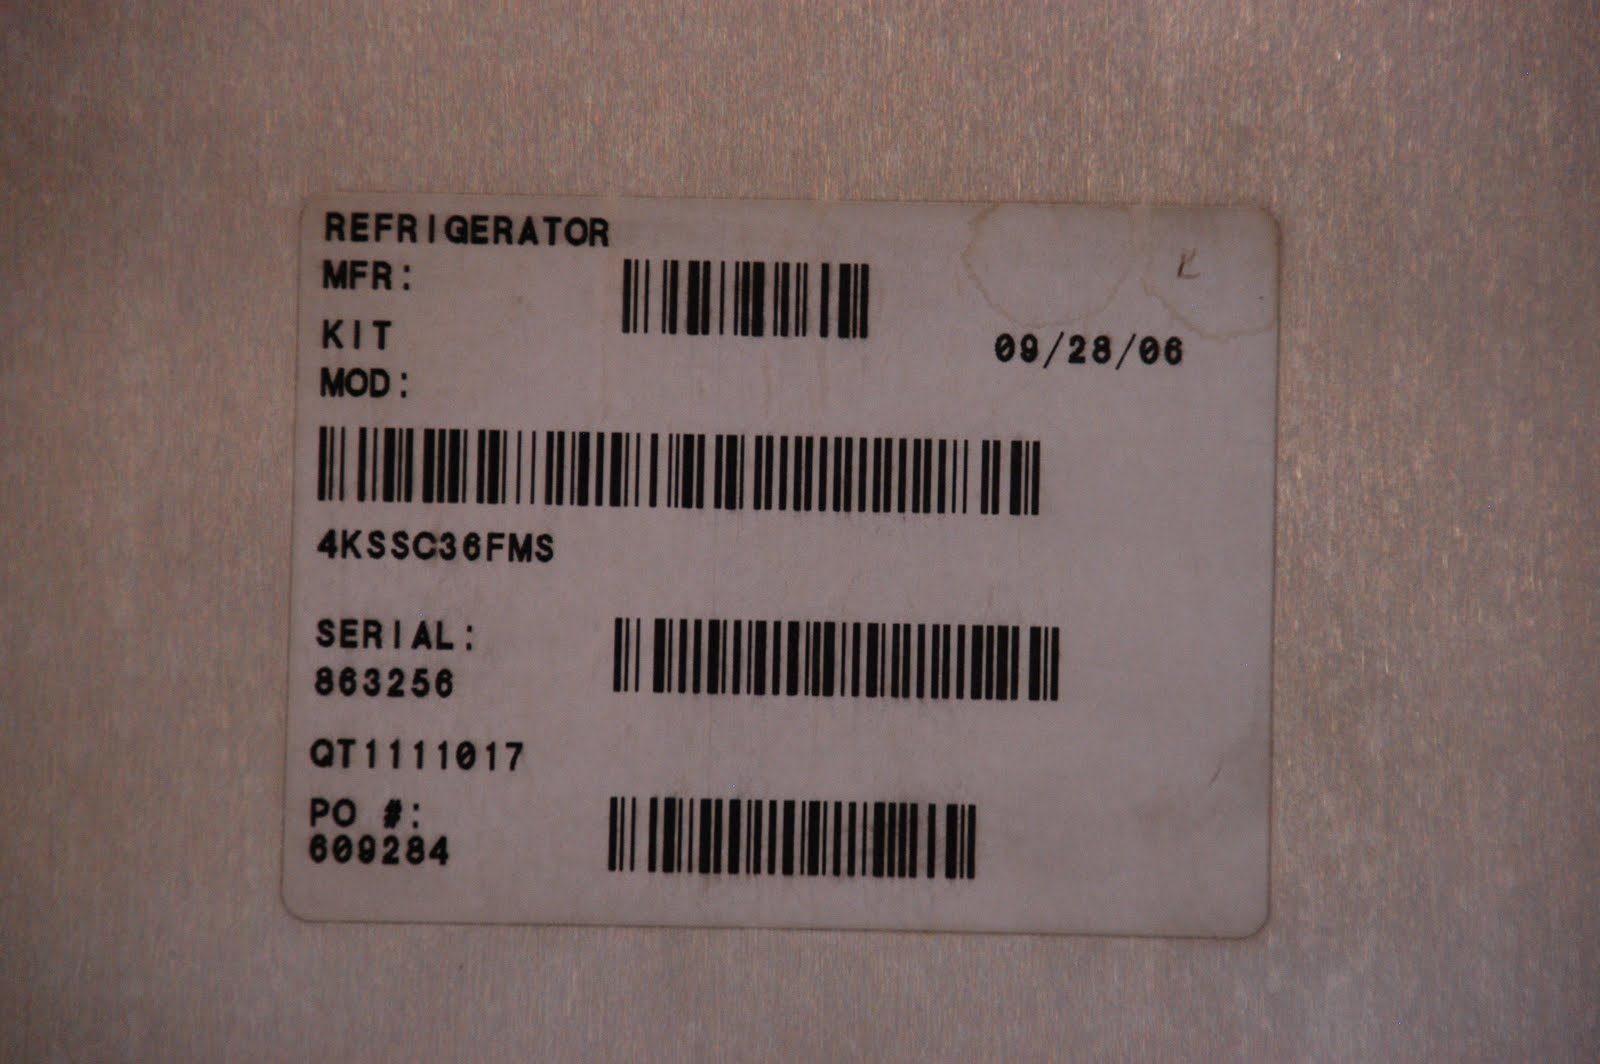 REFRIGERATOR
MFR:
KIT
09/28/06
MOD:
4KSSC36FMS
SERIAL:
863256
QT1111017
PO #:
609284